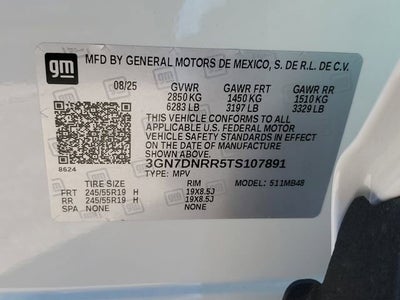 gm MFD BY GENERAL MOTORS DE MEXICO, S. DE R.L. DE C.V.
08/25 GVWR GAWR FRT GAWR RR
2850 KG 1450 KG 1510 KG
6283 LB 3197 LB 3329 LB
THIS VEHICLE CONFORMS TO ALL APPLICABLE
U.S. FEDERAL MOTOR
VEHICLE SAFETY STANDARDS IN EFFECT
ON THE DATE OF MANUFACTURE
SHOWN ABOVE.
3GN7DNRR5TS107891
8624 TYPE: MPV
TIRE SIZE RIM 511MB48
FRT 245/55R19 H 19X8.5J
RR 245/55R19 H 19X8.5J
SPA NONE NONE